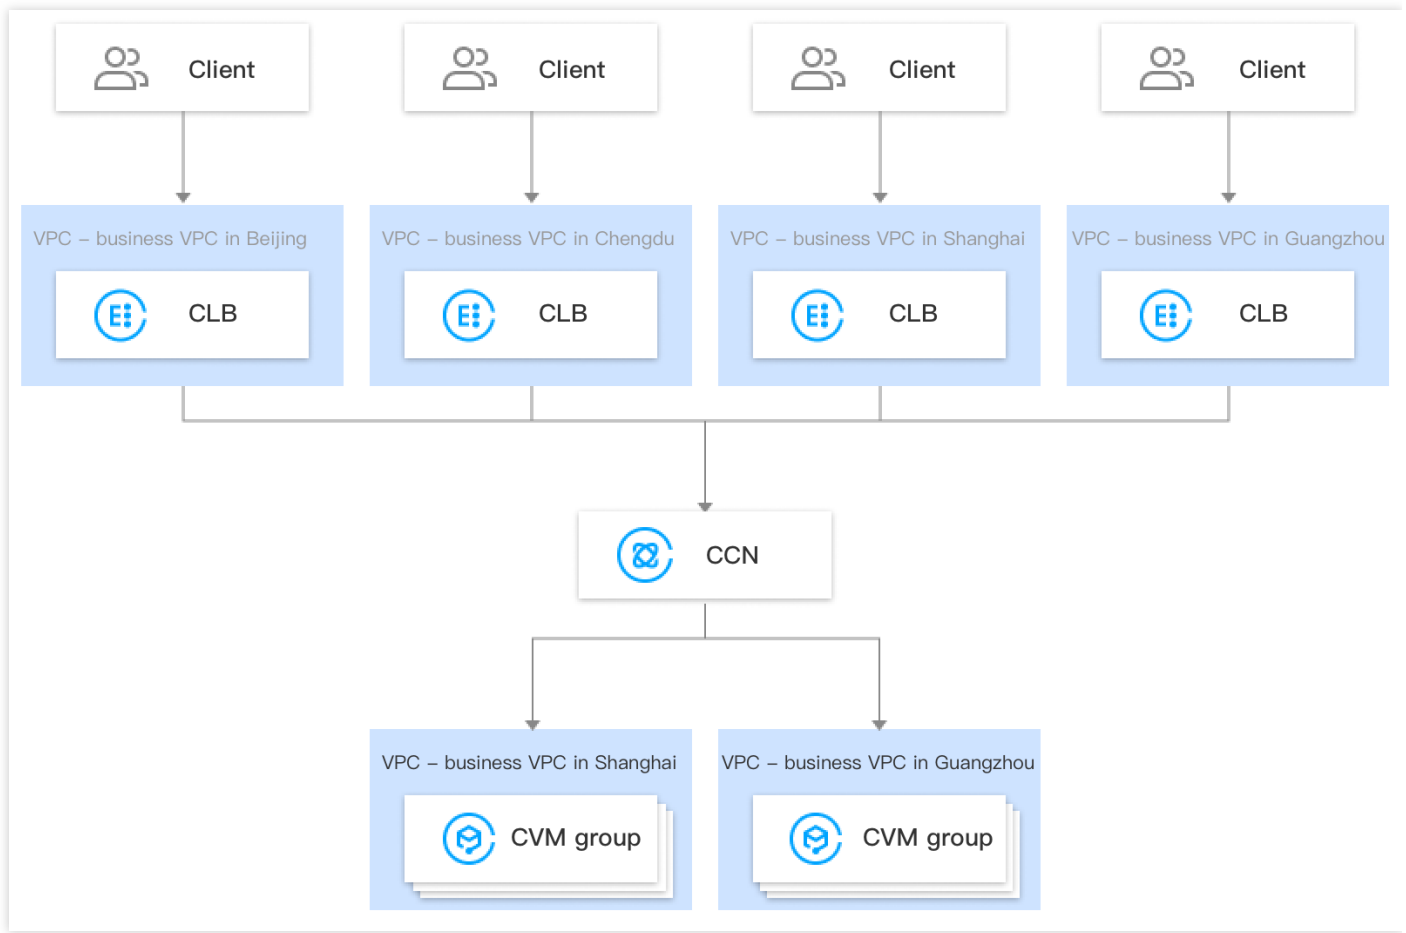 Client
Client
Client
Client
VPC – business VPC in Beijing
VPC – business VPC in Chengdu
VPC – business VPC in Shanghai
VPC – business VPC in Guangzhou
CLB
CLB
CLB
CLB
CCN
VPC – business VPC in Shanghai
VPC – business VPC in Guangzhou
CVM group
CVM group